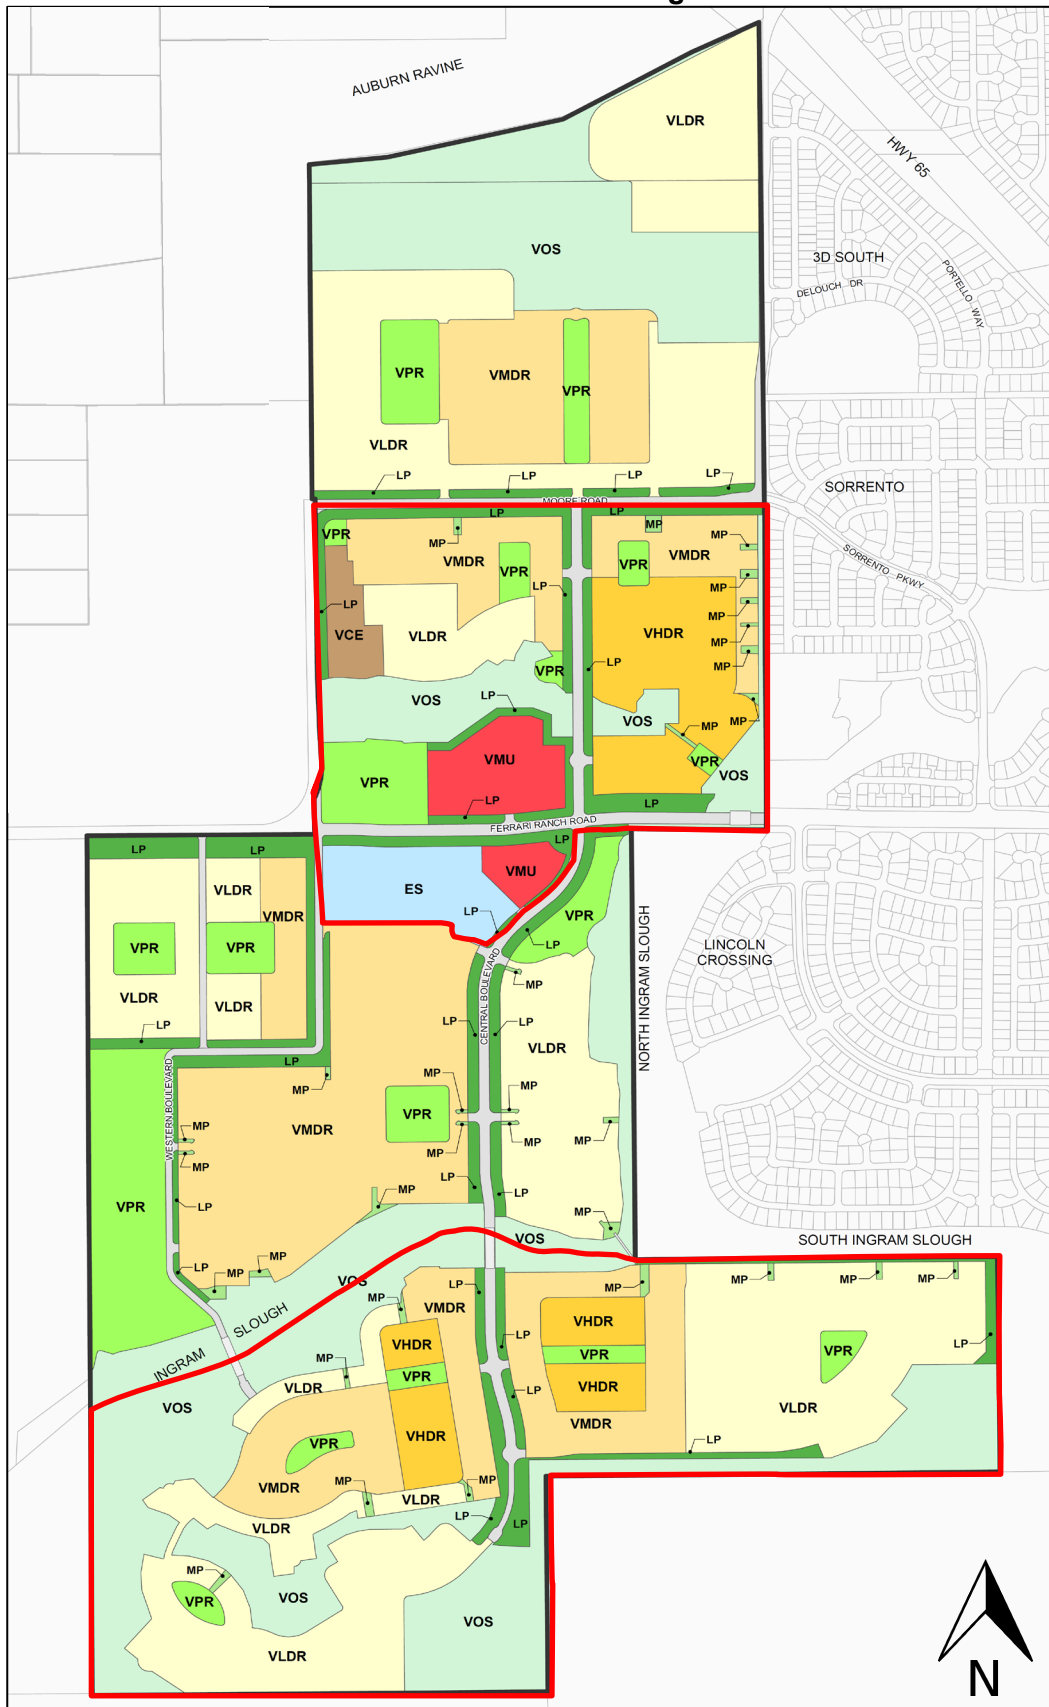 g
AUBURN RAVINE
VLDR
HWY 65
VOS
3D SOUTH
PORTELLO WAY
DELOUCH DR
VPR
VMDR
VPR
VLDR
LP
LP
LP
LP
SORRENTO
MOORE ROAD
LP
LP
VPR
MP
MP
MP
VMDR
VPR
VPR
VMDR
SORRENTO PKWY
LP
MP
LP
MP
VCE
VLDR
VHDR
MP
LP
MP
VPR
VOS
LP
VOS
MP
MP
VMU
VPR
VPR
VOS
LP
LP
FERRARI RANCH ROAD
LP
LP
LP
VMU
ES
VLDR
VMDR
LP
VPR
VPR
VPR
LP
NORTH INGRAM SLOUGH
LINCOLN
CROSSING
CENTRAL BOULEVARD
MP
VLDR
VLDR
LP
LP
LP
VLDR
LP
WESTERN BOULEVARD
MP
MP
MP
VPR
MP
VMDR
MP
MP
MP
MP
MP
LP
MP
LP
VPR
LP
MP
VOS
SOUTH INGRAM SLOUGH
MP
LP
MP
VOS
LP
MP
MP
MP
MP
MP
VMDR
SLOUGH
VHDR
VHDR
LP
LP
INGRAM
MP
VPR
VPR
VPR
VLDR
VHDR
LP
VOS
VLDR
VMDR
VHDR
VPR
LP
MP
MP
VMDR
VLDR
LP
LP
VLDR
MP
VPR
VOS
VOS
VLDR
N